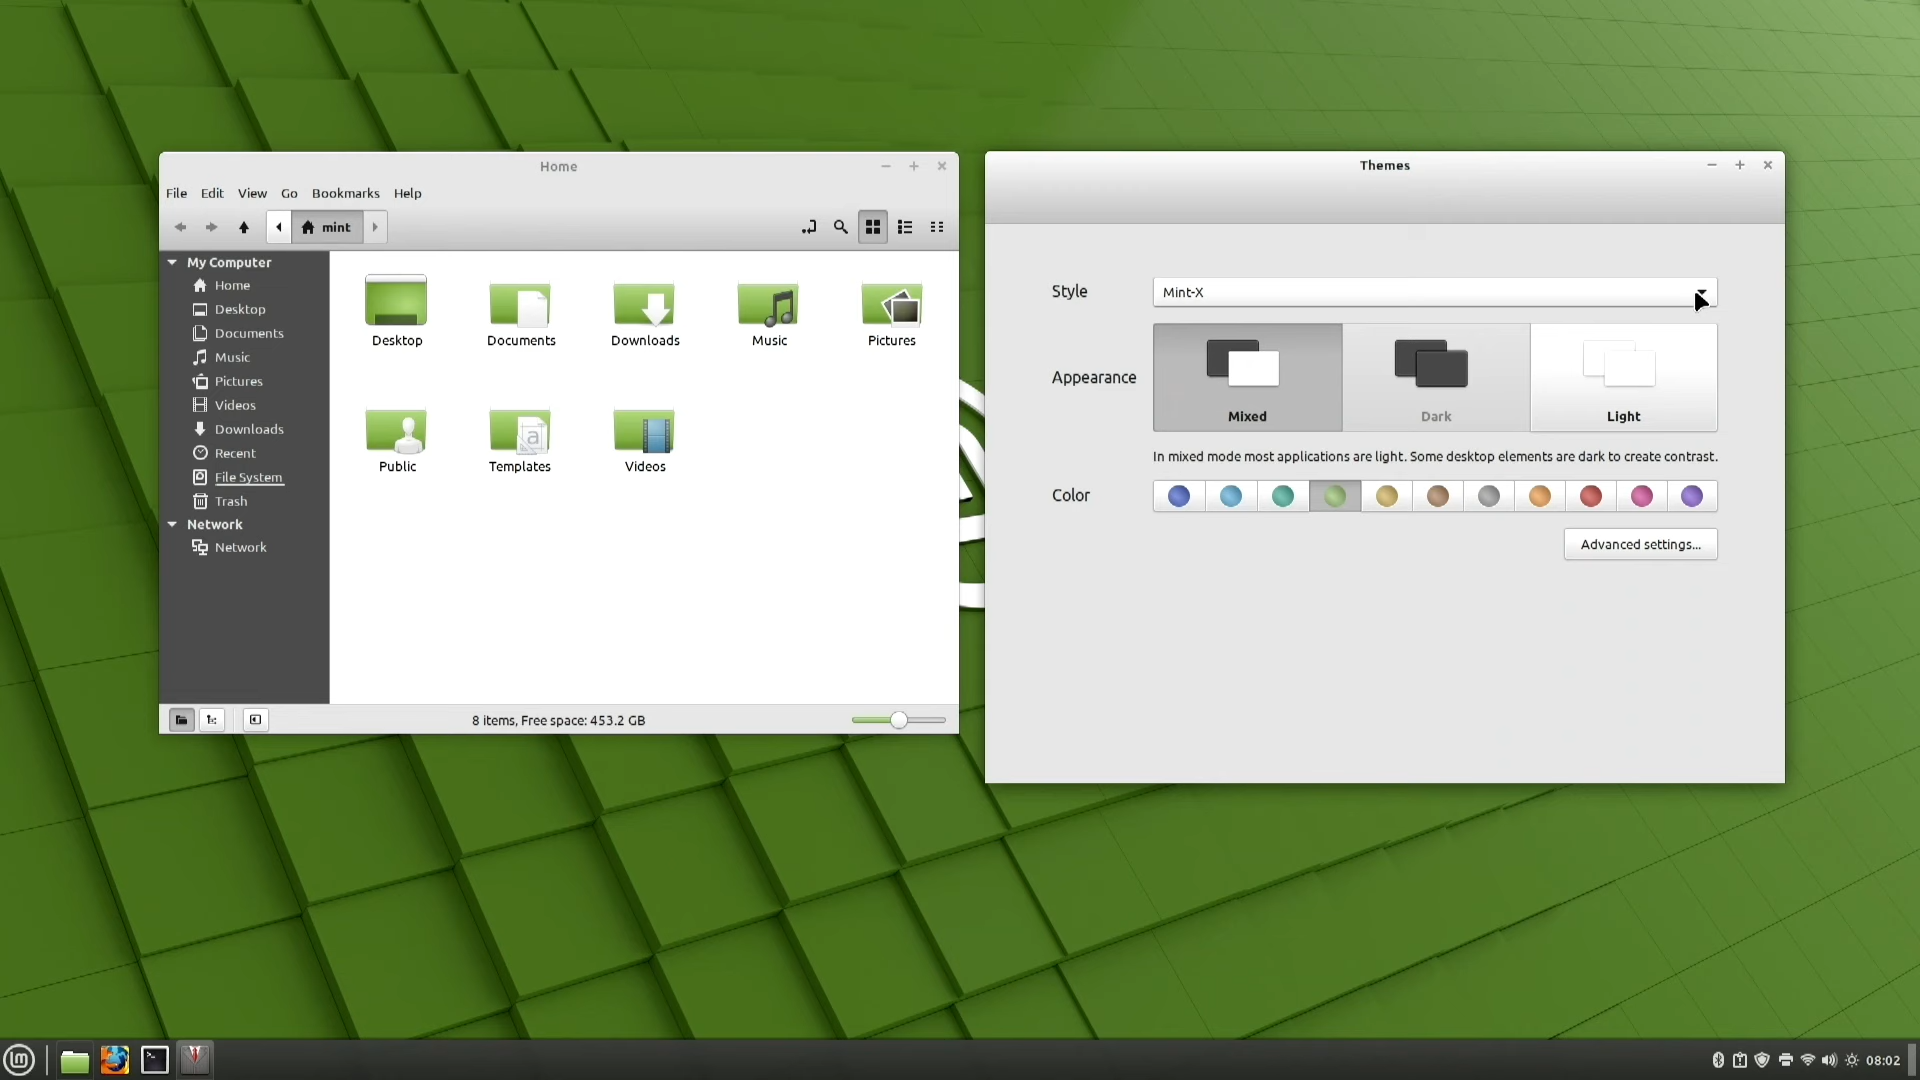 Home
File Edit View Go Bookmarks Help
mint
My Computer
Home
Desktop
Documents
Music
Pictures
Videos
Downloads
Recent
File System
Trash
Network
Network
Desktop Documents Downloads Music Pictures
Public Templates Videos
8 items, Free space: 453.2 GB
Themes
Style Mint-X
Appearance
Mixed Dark Light
In mixed mode most applications are light. Some desktop elements are dark to create contrast.
Color
Advanced settings...
08:02